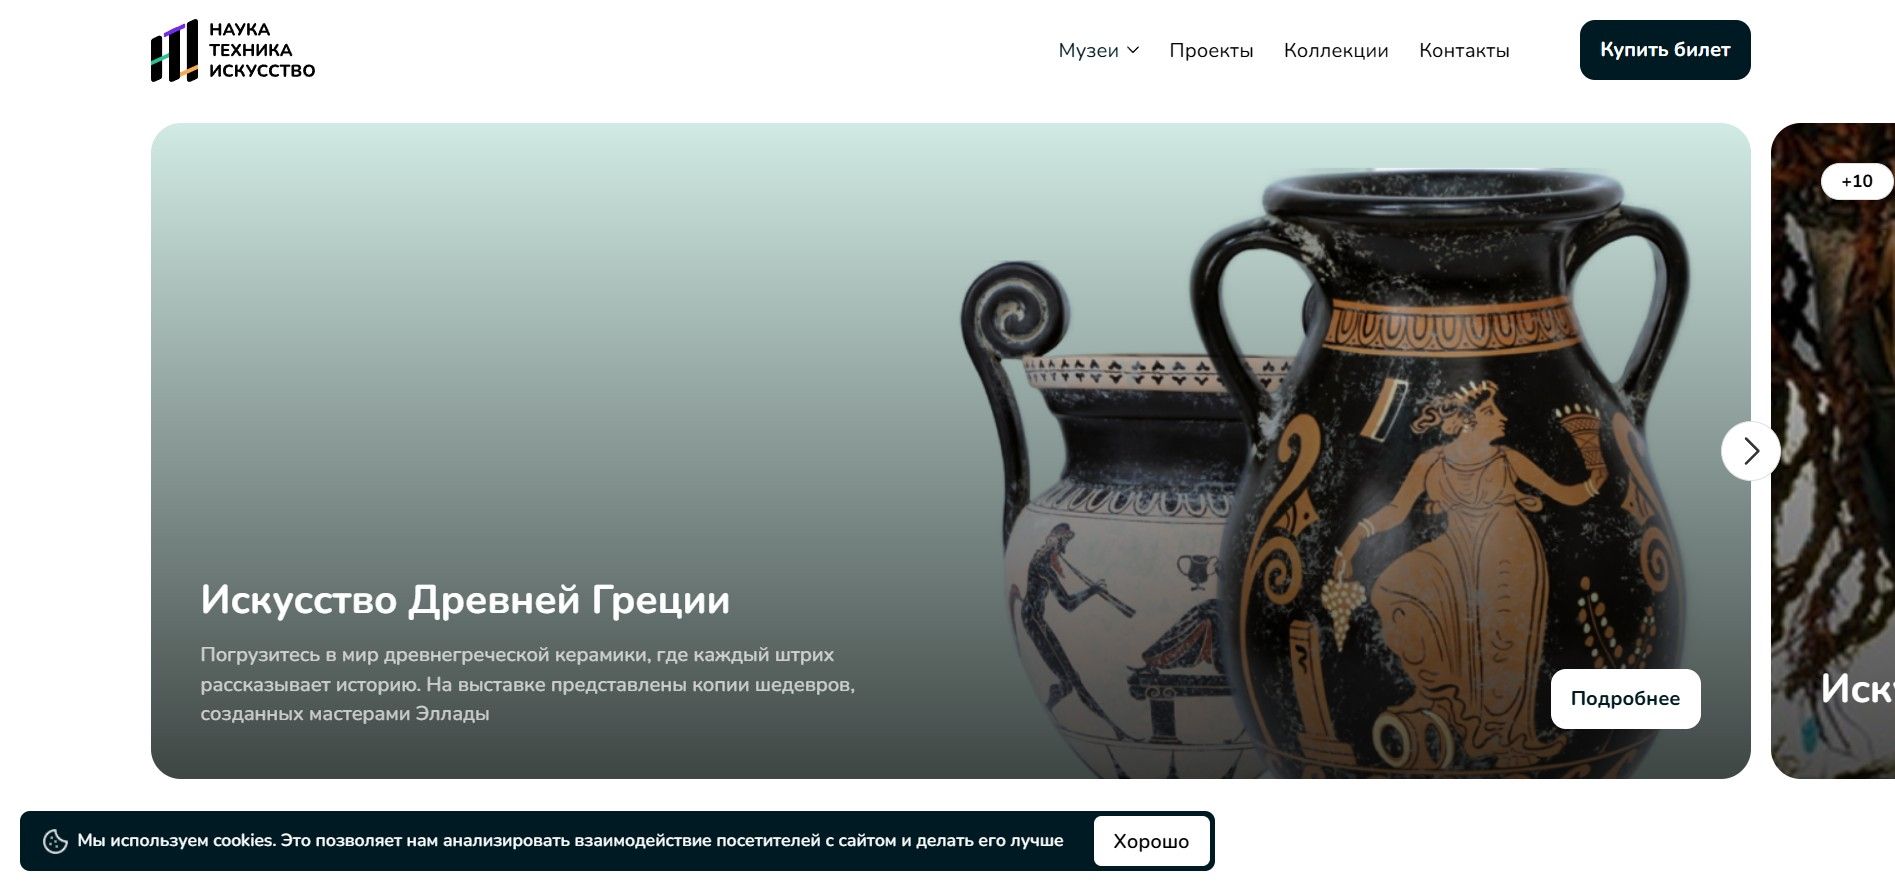 НАУКА
ТЕХНИКА
ИСКУССТВО
Музеи
Проекты
Коллекции
Контакты
Купить билет
+10
Искусство Древней Греции
Погрузитесь в мир древнегреческой керамики, где каждый штрих
рассказывает историю. На выставке представлены копии шедевров,
созданных мастерами Эллады
Подробнее
Мы используем cookies. Это позволяет нам анализировать взаимодействие посетителей с сайтом и делать его лучше
Хорошо